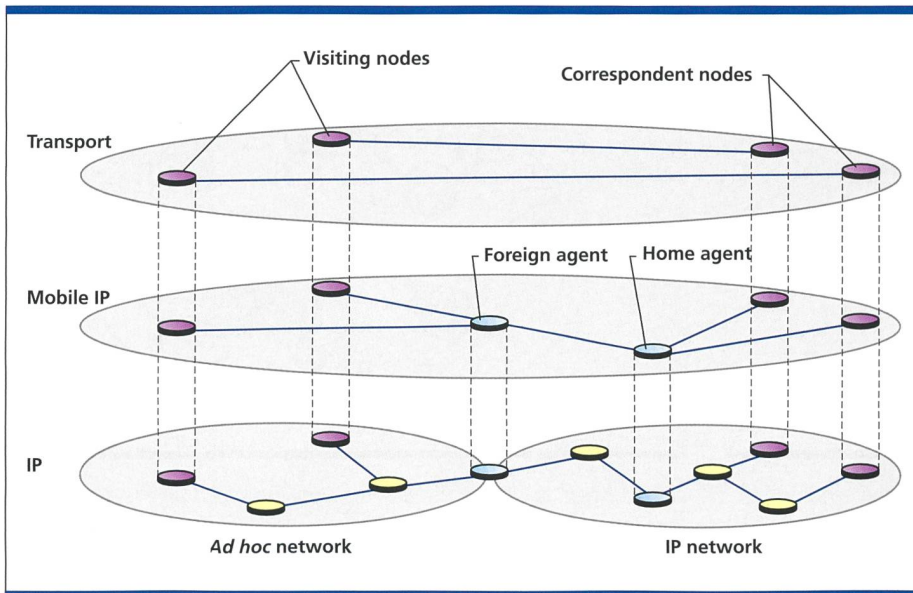 Visiting nodes
Correspondent nodes
Transport
Foreign agent
Home agent
Mobile IP
IP
Ad hoc network
IP network